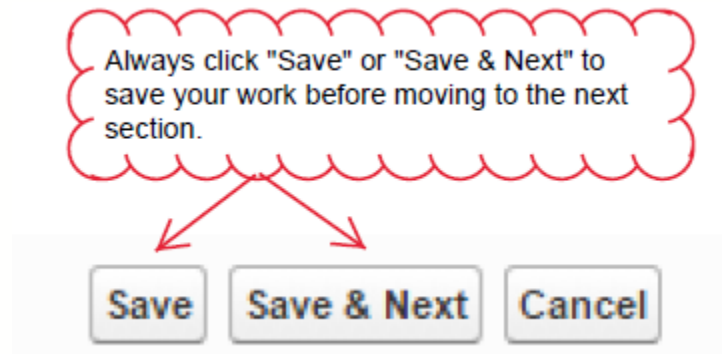 Always click "Save" or "Save & Next" to
save your work before moving to the next
section.
Save Save & Next Cancel